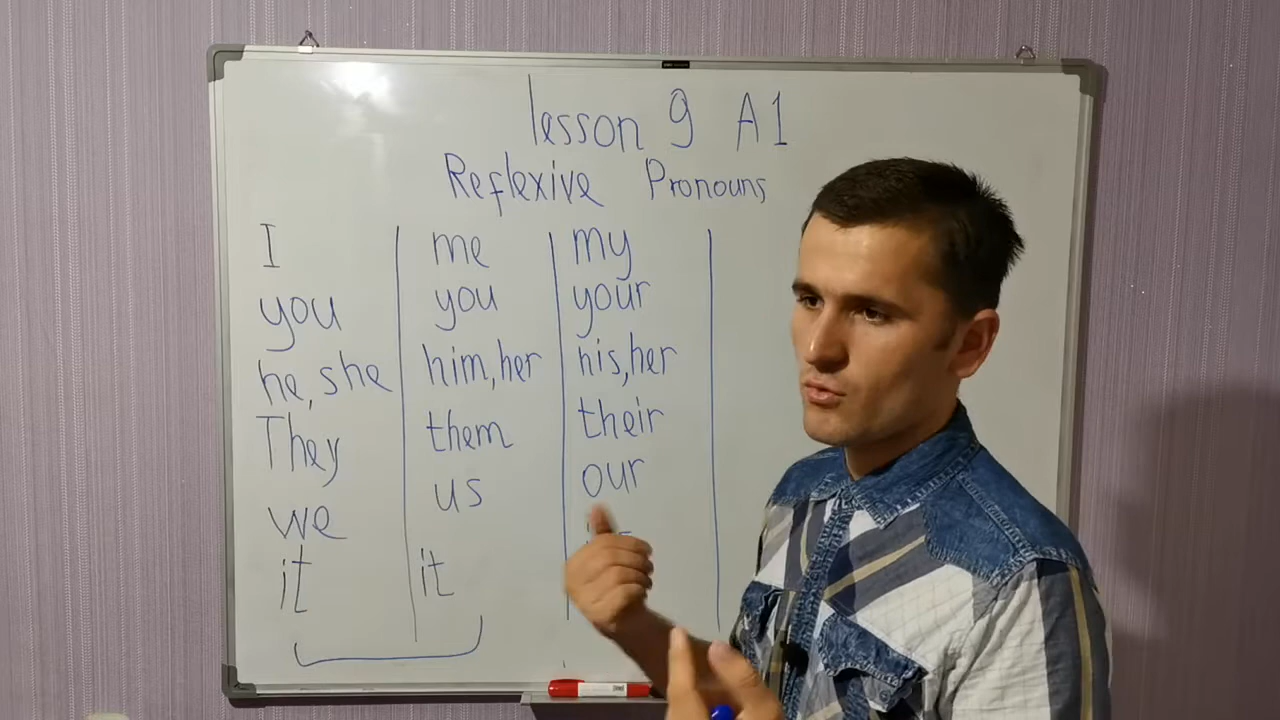 lesson 9 A1
Reflexive Pronouns
I me my
you you your
he, she him, her his, her
They them their
we us our
it it